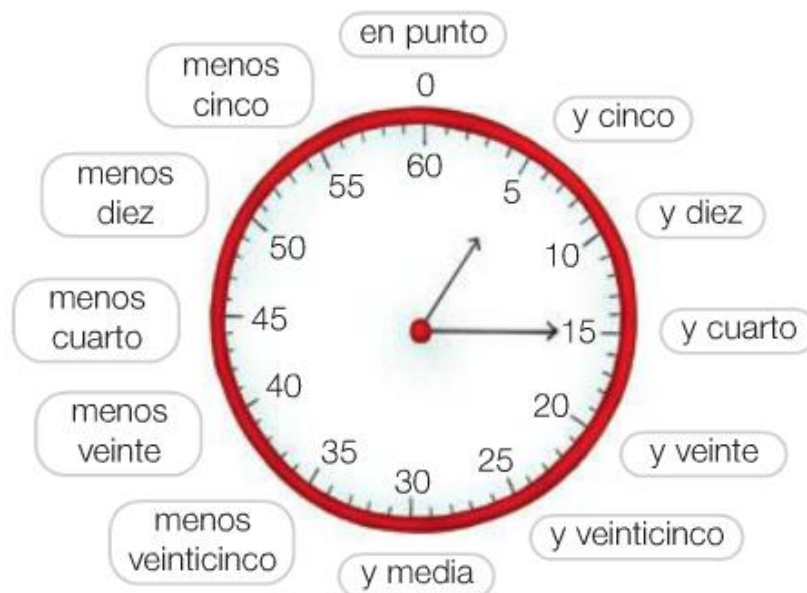 en punto
menos
cinco
0
y cinco
60
55
5
menos
diez
y diez
50
10
menos
cuarto
45
15
y cuarto
40
20
menos
veinte
y veinte
35
25
30
menos
veinticinco
y veinticinco
y media